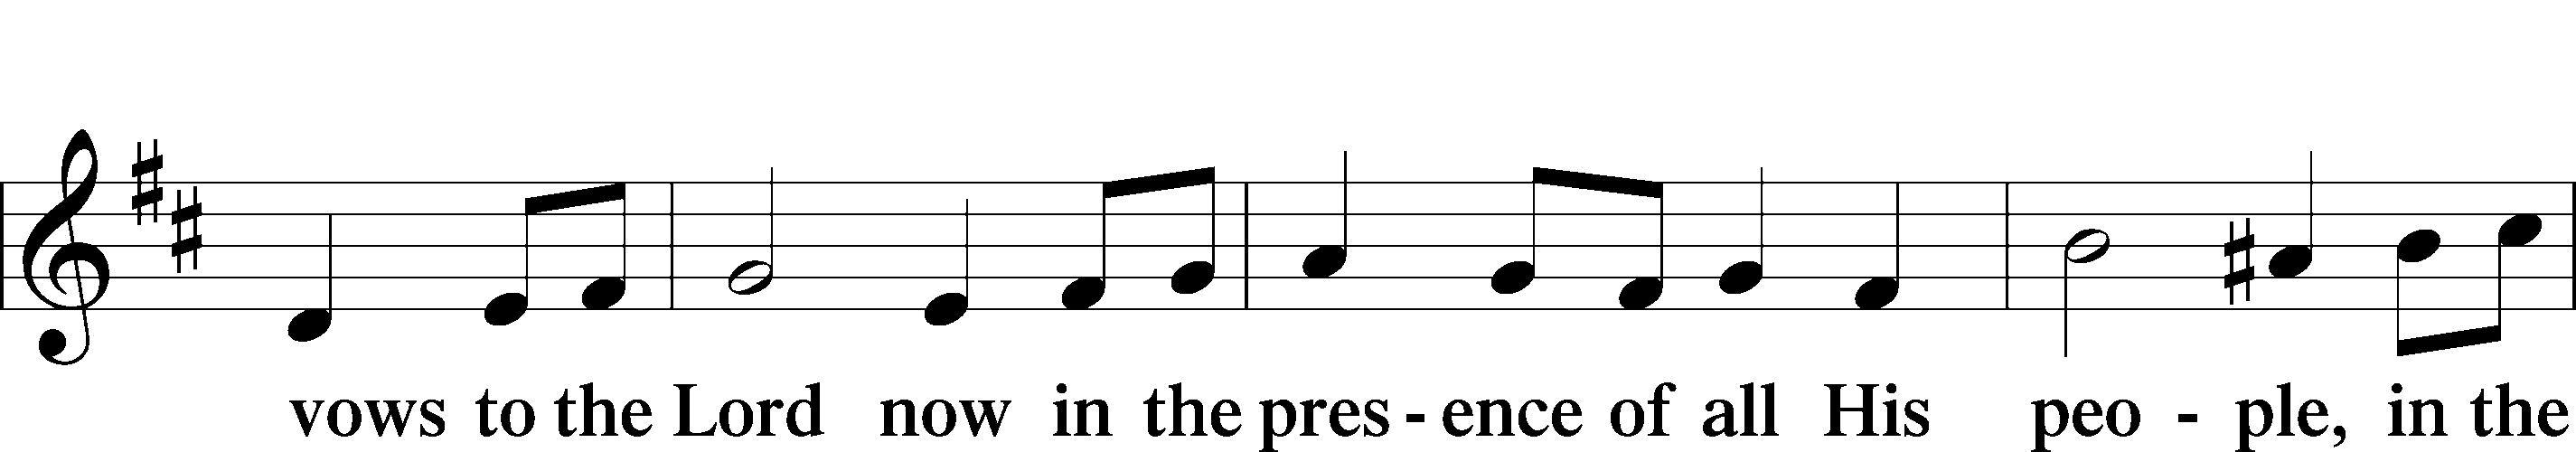 vows to the Lord now in the pres - ence of all His peo - ple, in the